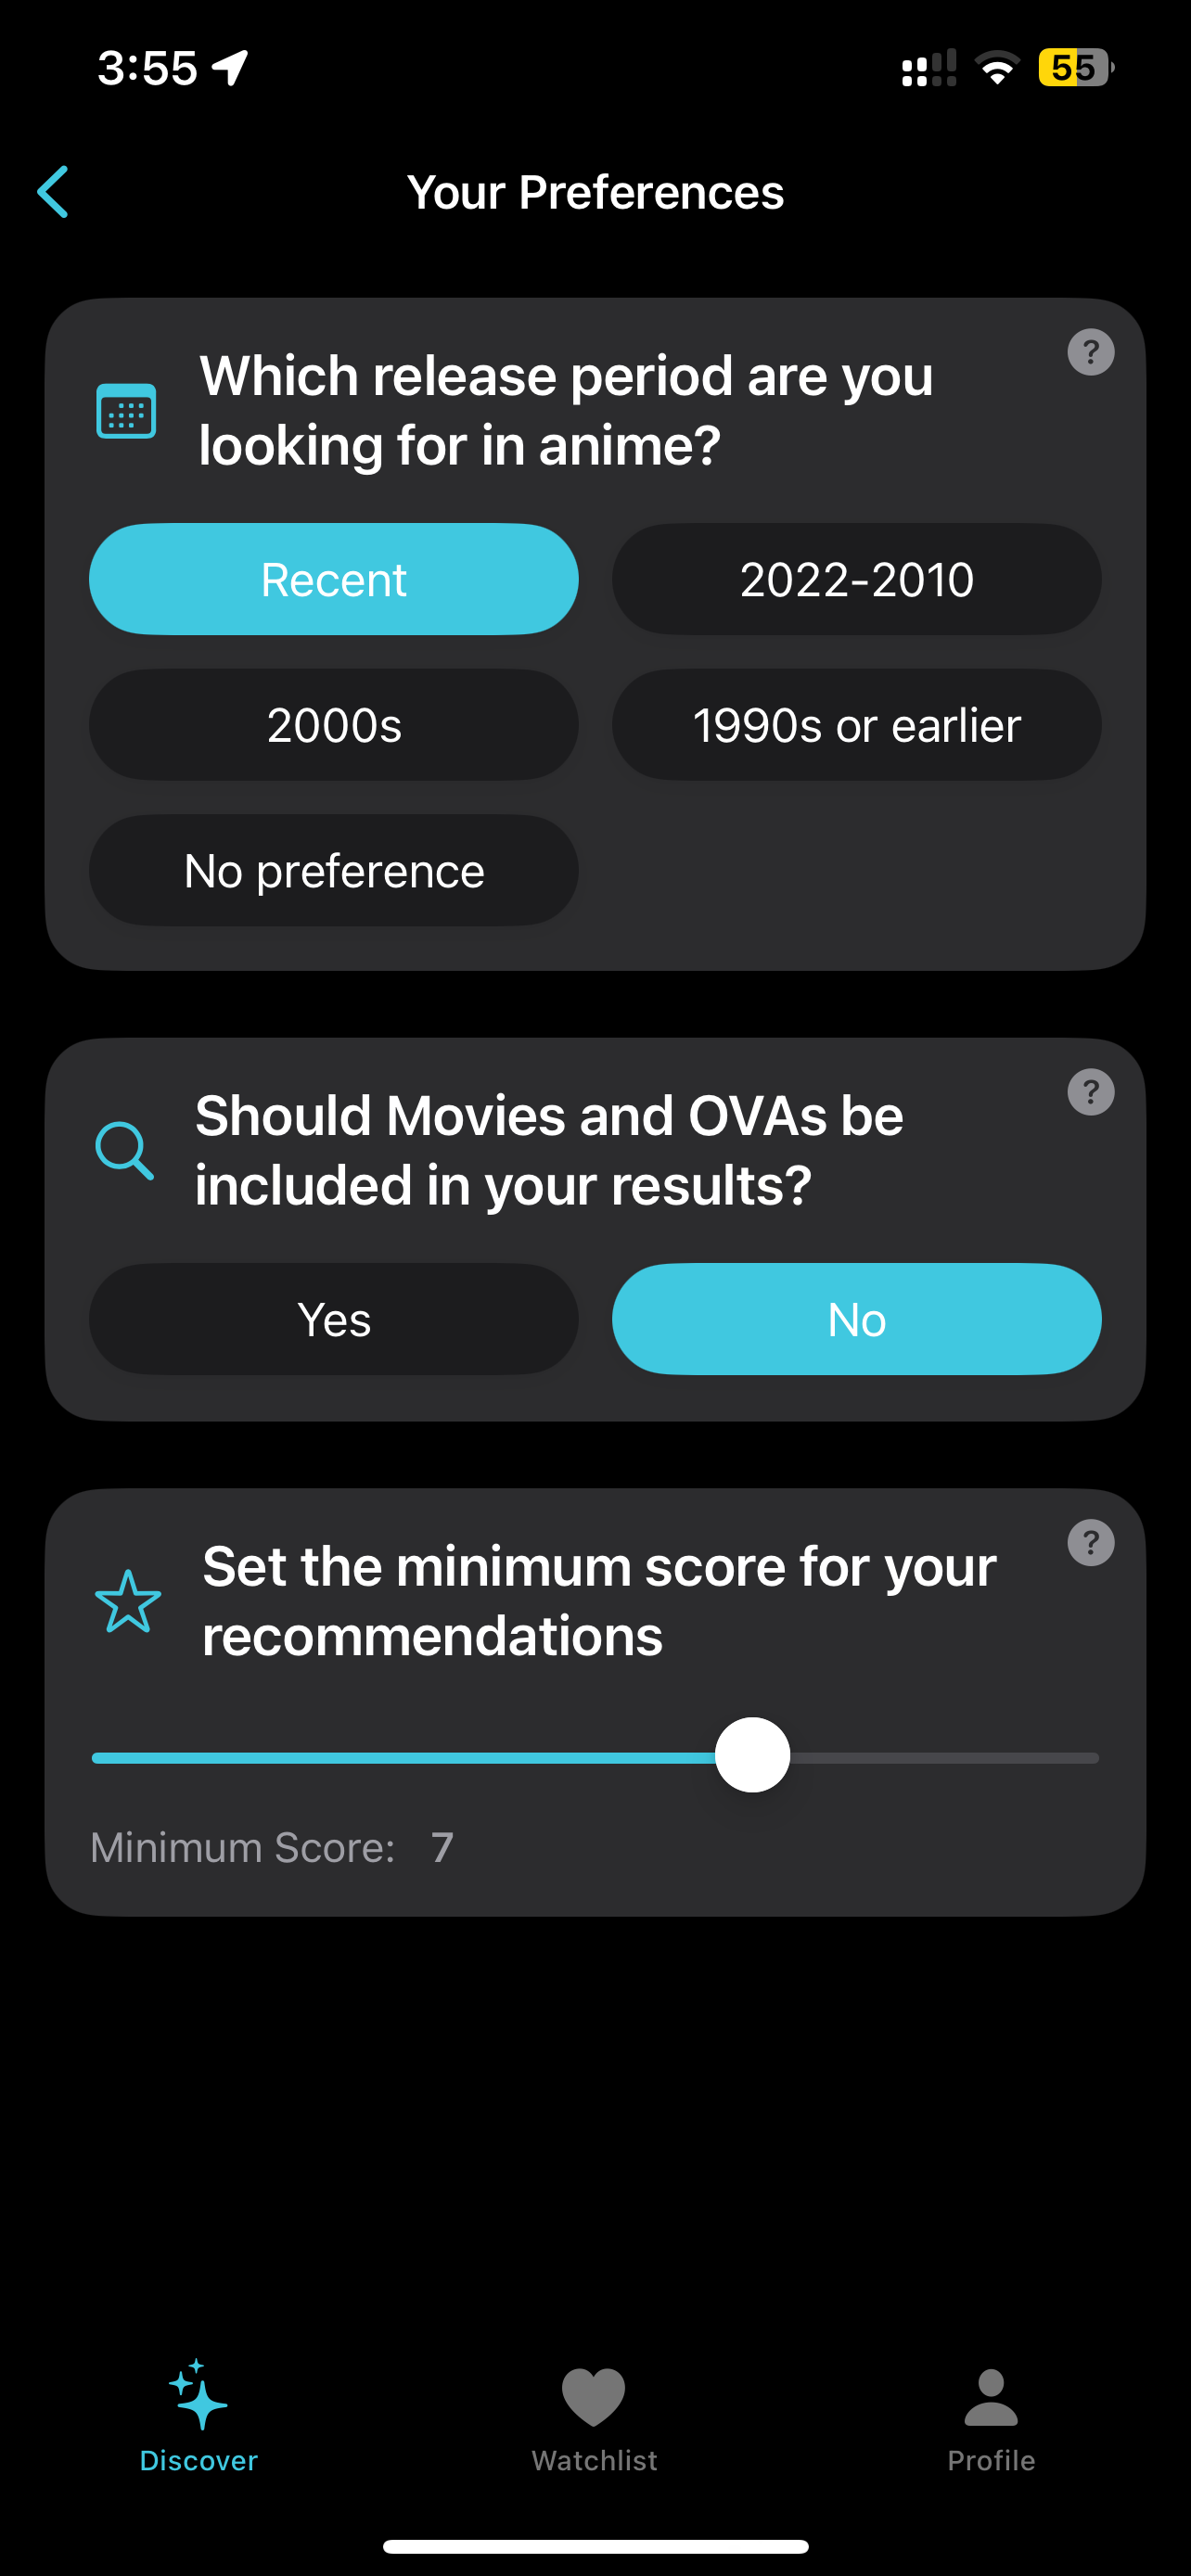 3:55
55
Your Preferences
Which release period are you
looking for in anime?
?
Recent
2022-2010
2000s
1990s or earlier
No preference
Should Movies and OVAs be
included in your results?
?
Yes
No
Set the minimum score for your
recommendations
?
Minimum Score: 7
Discover
Watchlist
Profile